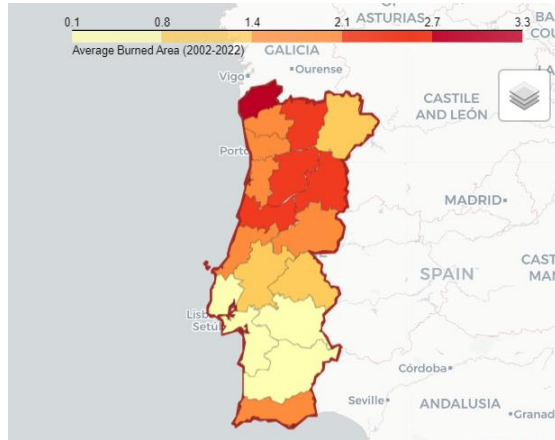 0.1 0.8 1.4 2.1 2.7 3.3
Average Burned Area (2002-2022)
ASTURIAS
GALICIA
Vigo
Ourense
CASTILE
AND LEÓN
Porto
MADRID
SPAIN
Córdoba
Seville
ANDALUSIA
Granad